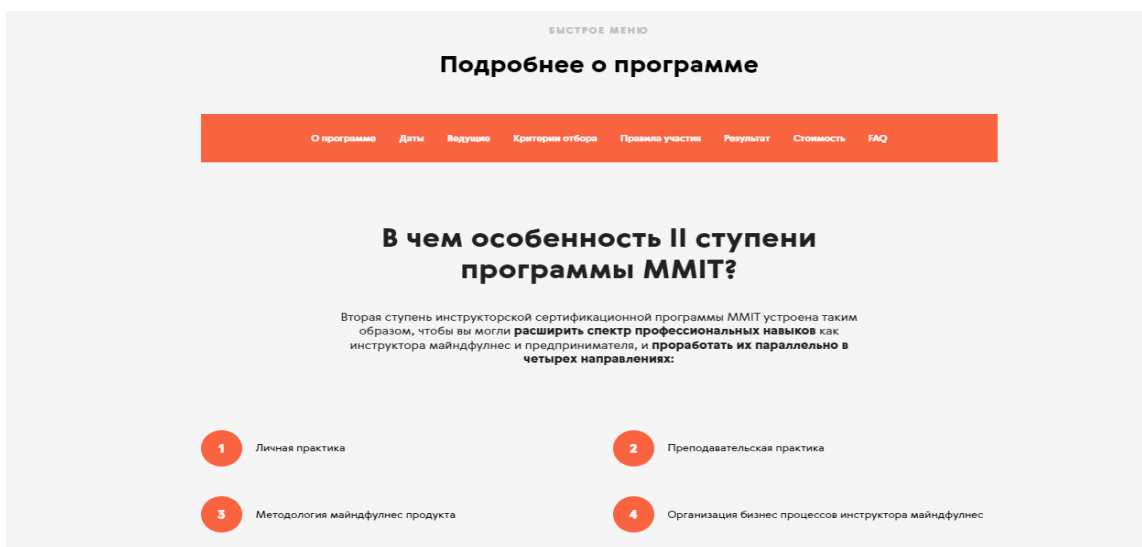 БЫСТРОЕ МЕНЮ
Подробнее о программе
О программе Даты Ведущие Критерии отбора Правила участия Результат Стоимость FAQ
В чем особенность II ступени
программы MMIT?
Вторая ступень инструкторской сертификационной программы MMIT устроена таким
образом, чтобы вы могли расширить спектр профессиональных навыков как
инструктора майндфулнес и предпринимателя, и проработать их параллельно в
четырех направлениях:
1 Личная практика
2 Преподавательская практика
3 Методология майндфулнес продукта
4 Организация бизнес процессов инструктора майндфулнес